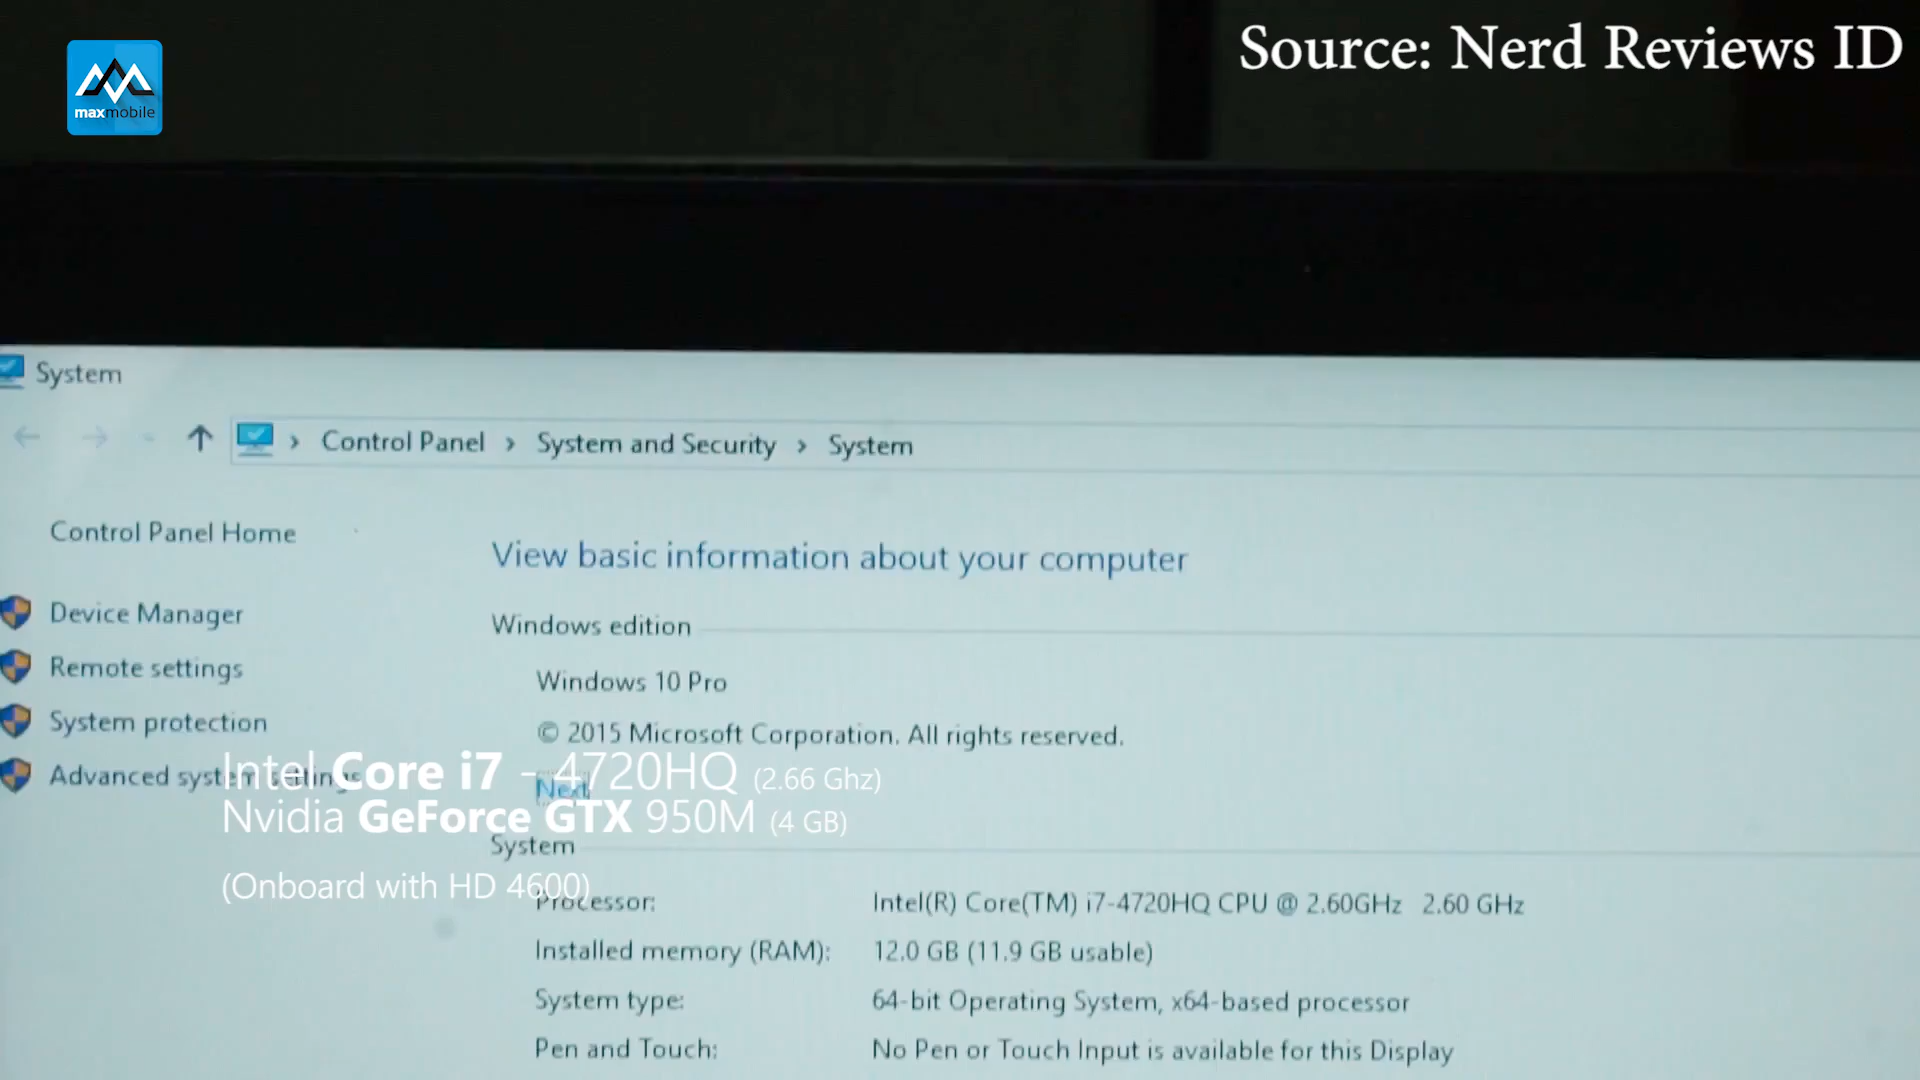 Source: Nerd Reviews ID
maxmobile
System
Control Panel › System and Security › System
Control Panel Home
View basic information about your computer
Device Manager
Windows edition
Remote settings
Windows 10 Pro
System protection
© 2015 Microsoft Corporation. All rights reserved.
Advanced system settings
Next
Intel Core i7 - 4720HQ (2.66 Ghz)
Nvidia GeForce GTX 950M (4 GB)
(Onboard with HD 4600)
System
Processor: Intel(R) Core(TM) i7-4720HQ CPU @ 2.60GHz 2.60 GHz
Installed memory (RAM): 12.0 GB (11.9 GB usable)
System type: 64-bit Operating System, x64-based processor
Pen and Touch: No Pen or Touch Input is available for this Display